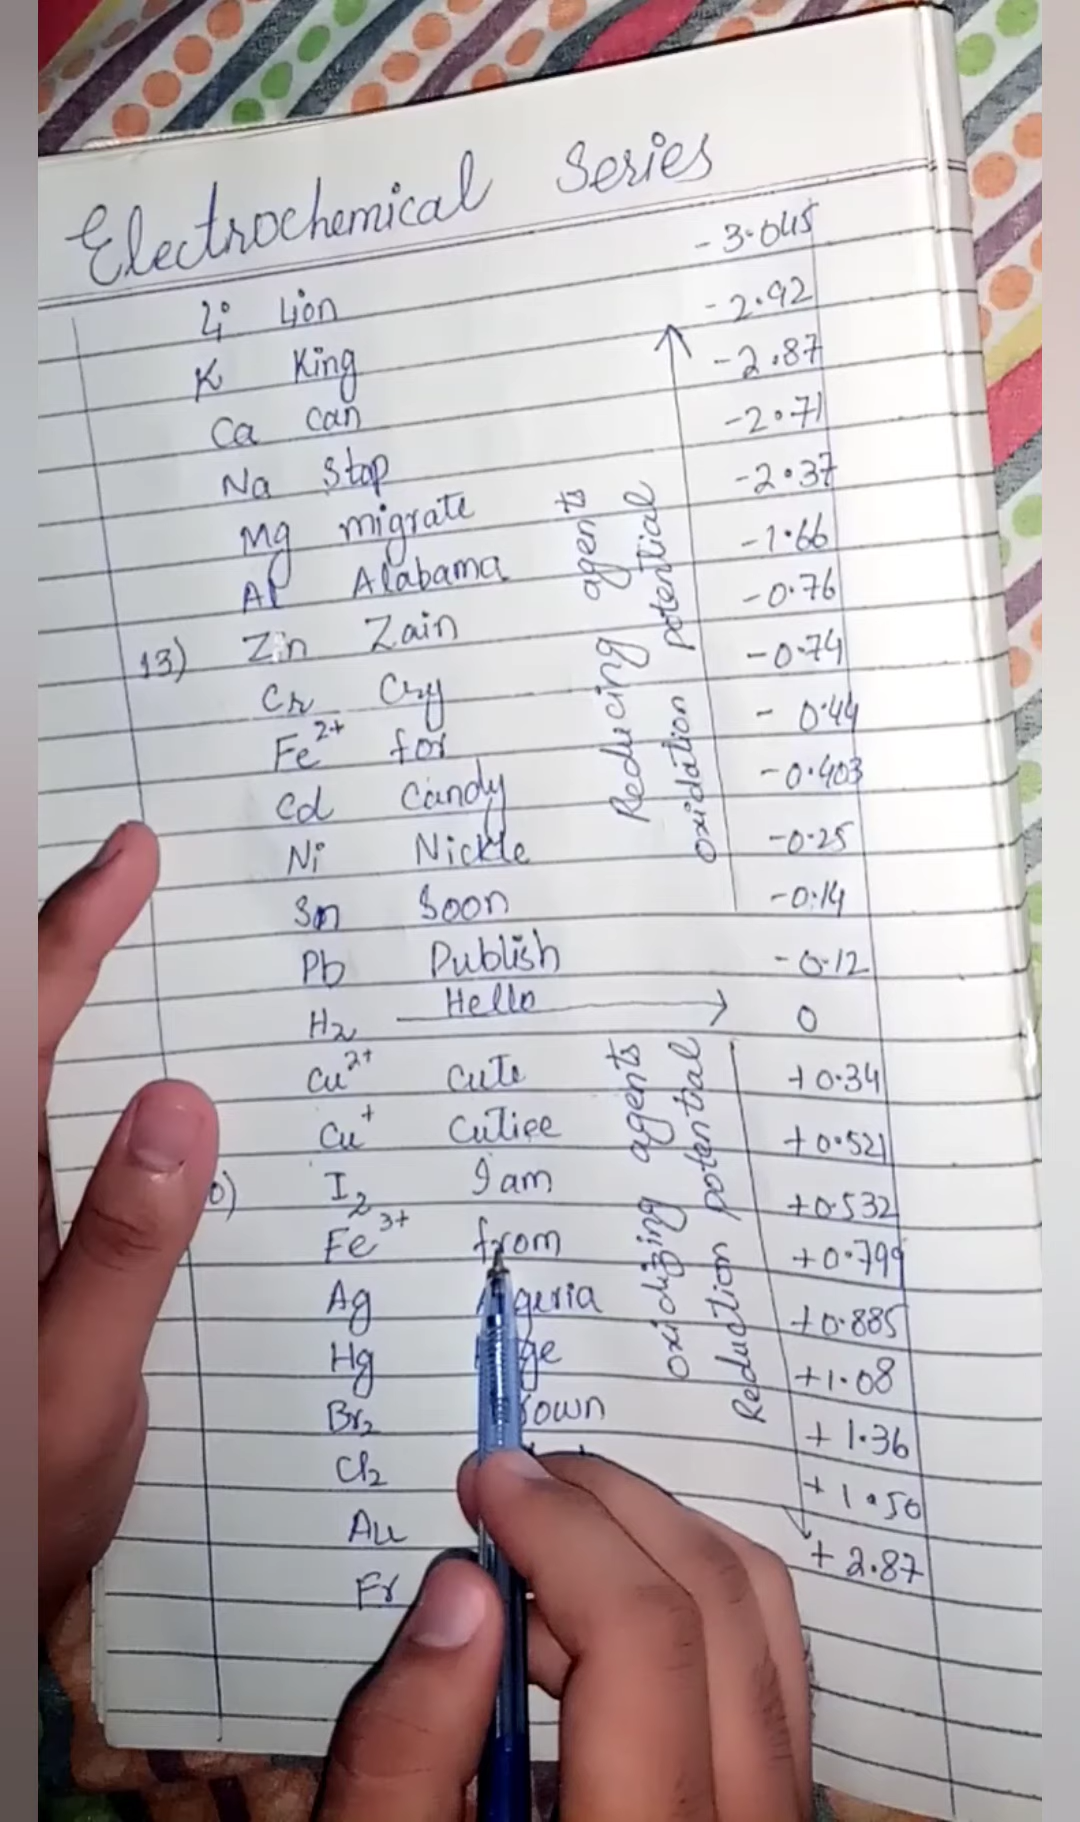 Electrochemical Series
Li Lion -3.045
K King -2.92
Ca can -2.87
Na Stop -2.71
Mg migrate -2.37
Al Alabama -1.66
13) Zn Zain -0.76
Cr Cry -0.74
Fe2+ for -0.44
Cd Candy -0.403
Ni Nickle -0.25
Sn Soon -0.14
Pb Publish -0.12
H2 Hello 0
Cu2+ Cute +0.34
Cu+ Cutiee +0.521
I2 I am +0.532
Fe3+ from +0.799
Ag +0.885
Hg +1.08
Br2 +1.36
Cl2 +1.50
Au +2.87
Fr
Reducing agents
oxidation potential
oxidizing agents
Reduction potential